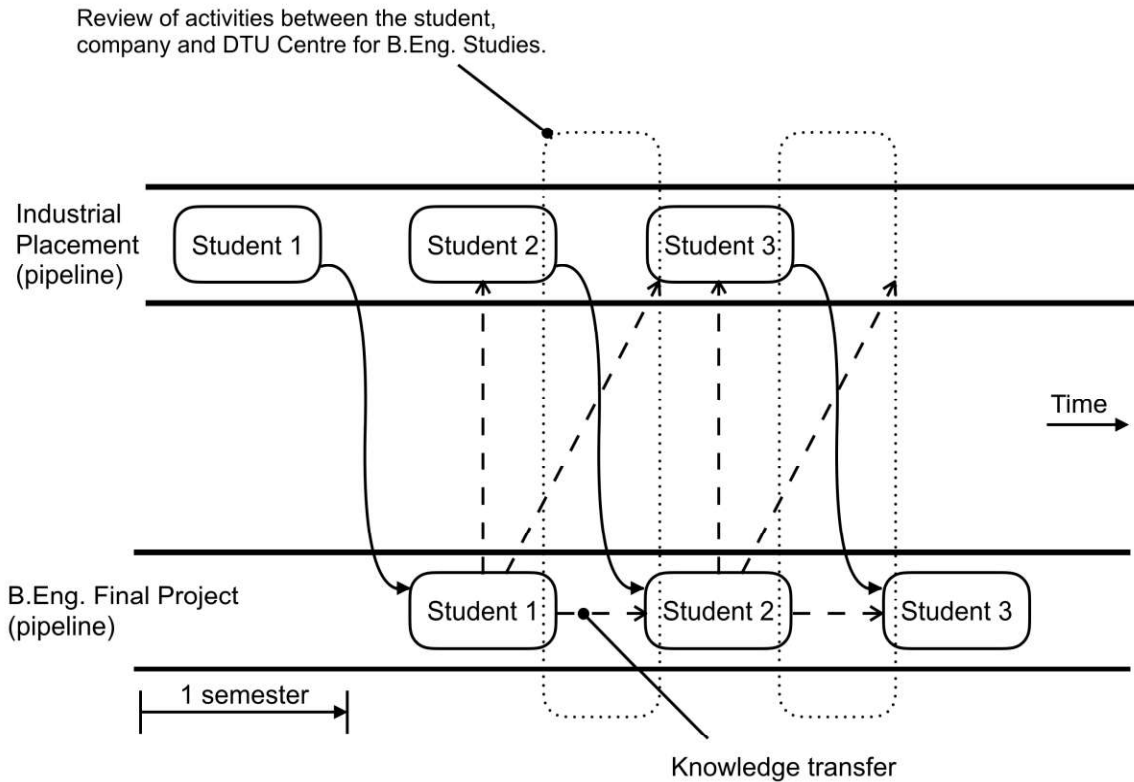 Review of activities between the student,
company and DTU Centre for B.Eng. Studies.
Industrial
Placement
(pipeline)
Student 1
Student 2
Student 3
Time
B.Eng. Final Project
(pipeline)
Student 1
Student 2
Student 3
1 semester
Knowledge transfer